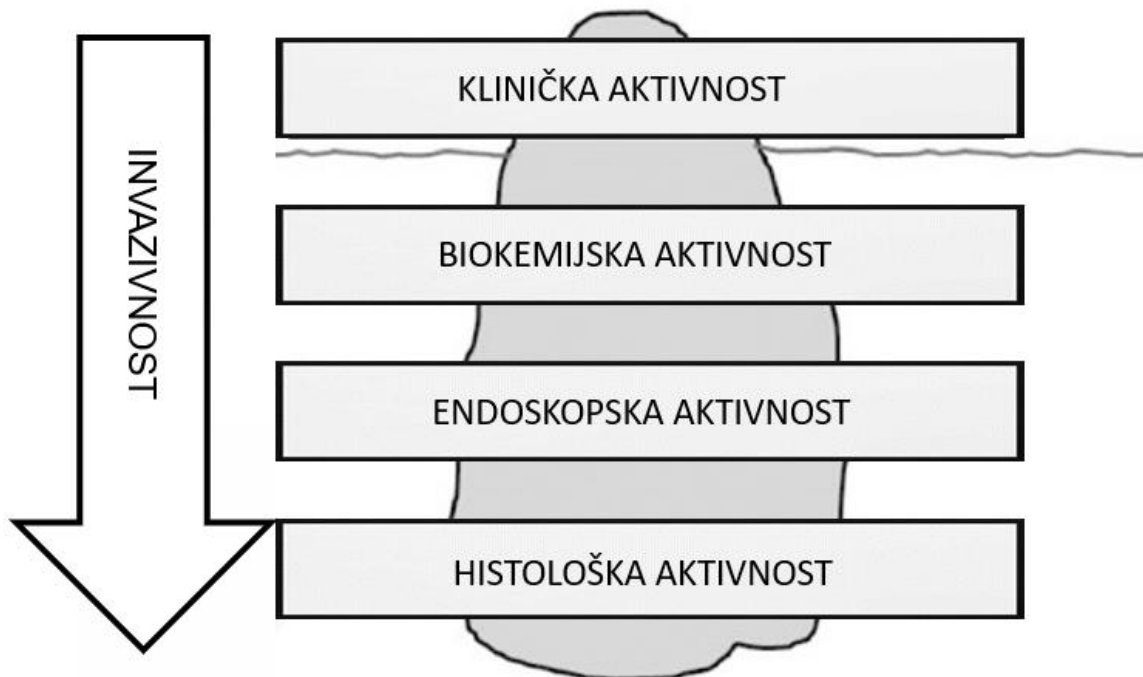 KLINIČKA AKTIVNOST
INVAZIVNOST
BIOKEMIJSKA AKTIVNOST
ENDOSKOPSKA AKTIVNOST
HISTOLOŠKA AKTIVNOST